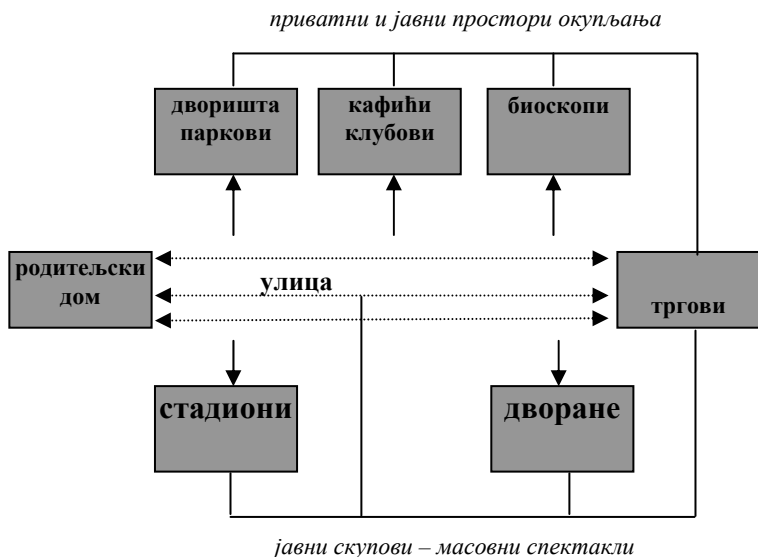 приватни и јавни простори окупљања
дворишта
паркови
кафићи
клубови
биоскопи
родитељски
дом
улица
тргови
стадиони
дворане
јавни скупови – масовни спектакли